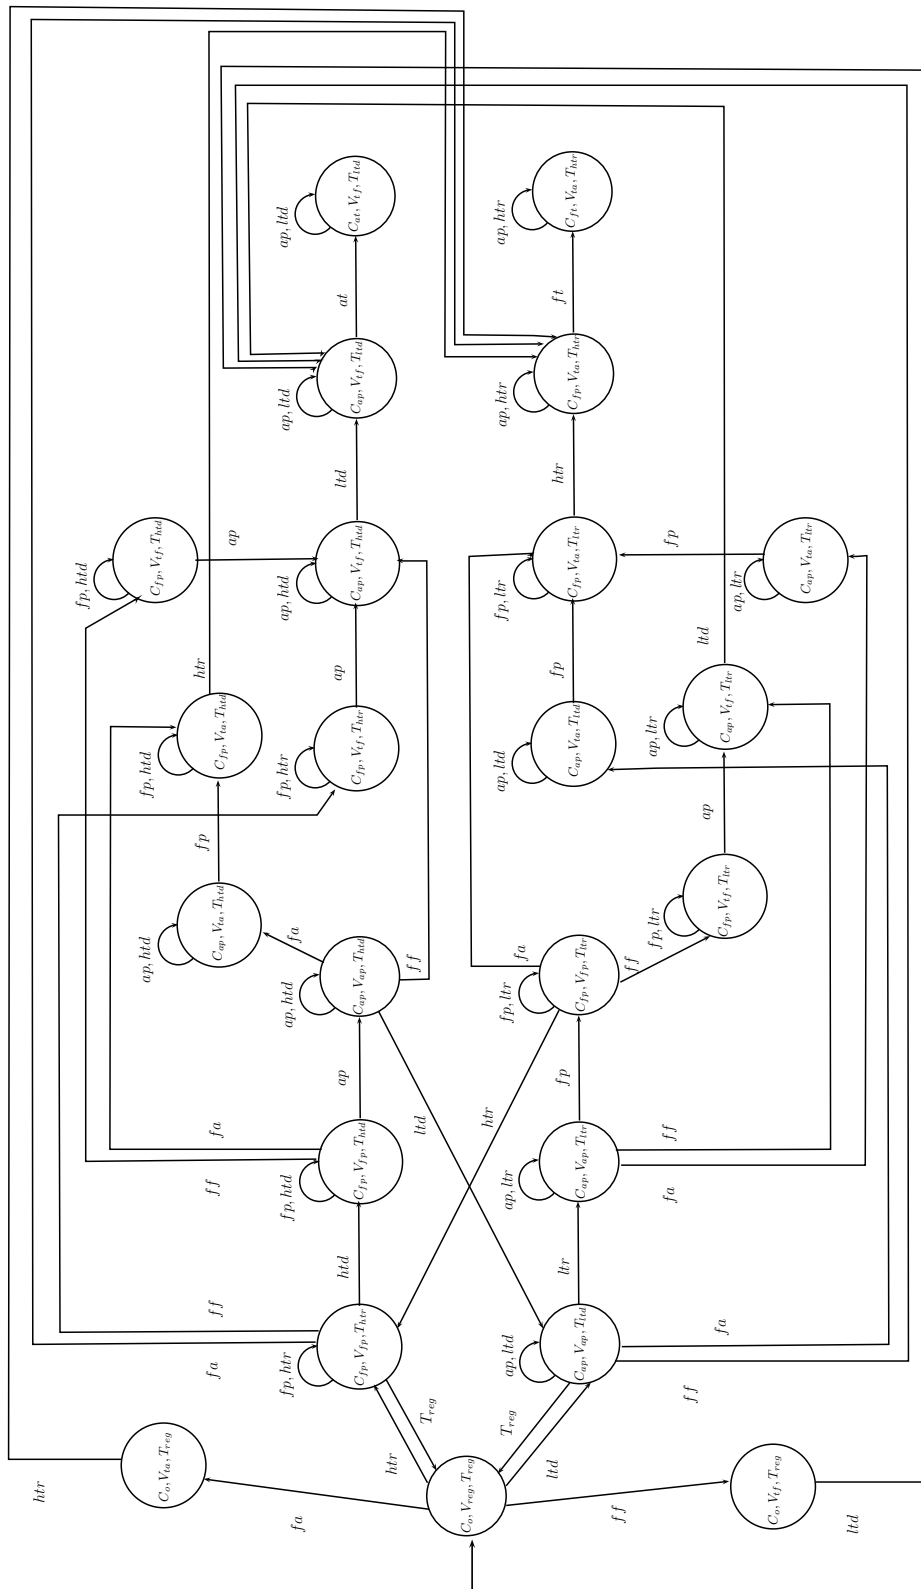 htr
fp, htd
ap, htd
fp, htd
C_o, V_ta, T_reg
C_fp, V_tf, T_htd
fp
htr
fa
ff
ff
fa
C_ap, V_ta, T_htd
C_fp, V_ta, T_htd
ap
fp, htr
fp, htd
ap, htd
fp, htr
ap, htd
ap, ltd
ap, ltd
fa
fa
htd
ap
ap
ltd
at
C_fp, V_fp, T_htr
C_fp, V_fp, T_htd
C_ap, V_ap, T_htd
C_fp, V_tf, T_htr
C_ap, V_tf, T_htd
C_ap, V_tf, T_ltd
C_at, V_tf, T_ltd
htr
ff
T_reg
ltd
C_o, V_reg, T_reg
htr
T_reg
ap, ltd
ap, ltr
fp, ltr
ap, ltd
fp, ltr
ap, htr
ap, htr
fa
ltd
ltr
fp
fp
htr
ft
C_ap, V_ap, T_ltd
C_ap, V_ap, T_ltr
C_fp, V_fp, T_ltr
C_ap, V_ta, T_ltd
C_fp, V_ta, T_ltr
C_fp, V_ta, T_htr
C_ft, V_ta, T_htr
ff
ff
fp, ltr
ap, ltr
fa
ff
fp
ff
ap
ltd
fa
C_fp, V_tf, T_ltr
C_ap, V_tf, T_ltr
ap, ltr
C_o, V_tf, T_reg
C_ap, V_ta, T_ltr
ltd